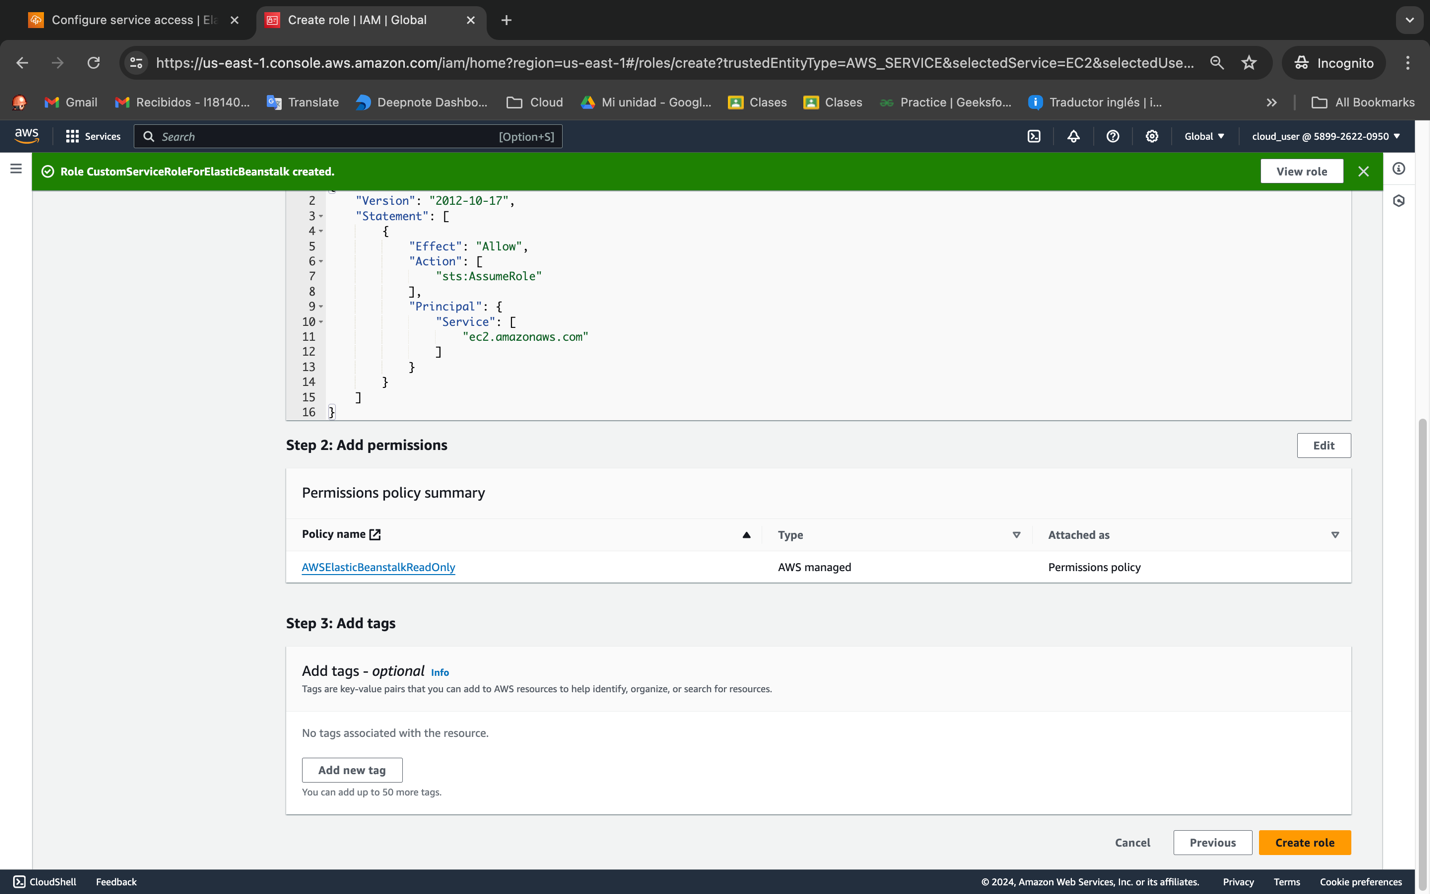 Configure service access | Ela
Create role | IAM | Global
https://us-east-1.console.aws.amazon.com/iam/home?region=us-east-1#/roles/create?trustedEntityType=AWS_SERVICE&selectedService=EC2&selectedUse...
Incognito
Gmail
Recibidos - l18140...
Translate
Deepnote Dashbo...
Cloud
Mi unidad - Googl...
Clases
Clases
Practice | Geeksfo...
Traductor inglés | i...
All Bookmarks
aws
Services
Search
[Option+S]
Global
cloud_user @ 5899-2622-0950
Role CustomServiceRoleForElasticBeanstalk created.
View role
2 "Version": "2012-10-17",
3 "Statement": [
4 {
5 "Effect": "Allow",
6 "Action": [
7 "sts:AssumeRole"
8 ],
9 "Principal": {
10 "Service": [
11 "ec2.amazonaws.com"
12 ]
13 }
14 }
15 ]
16 }
Step 2: Add permissions
Edit
Permissions policy summary
Policy name
Type
Attached as
AWSElasticBeanstalkReadOnly
AWS managed
Permissions policy
Step 3: Add tags
Add tags - optional Info
Tags are key-value pairs that you can add to AWS resources to help identify, organize, or search for resources.
No tags associated with the resource.
Add new tag
You can add up to 50 more tags.
Cancel
Previous
Create role
CloudShell
Feedback
© 2024, Amazon Web Services, Inc. or its affiliates.
Privacy
Terms
Cookie preferences